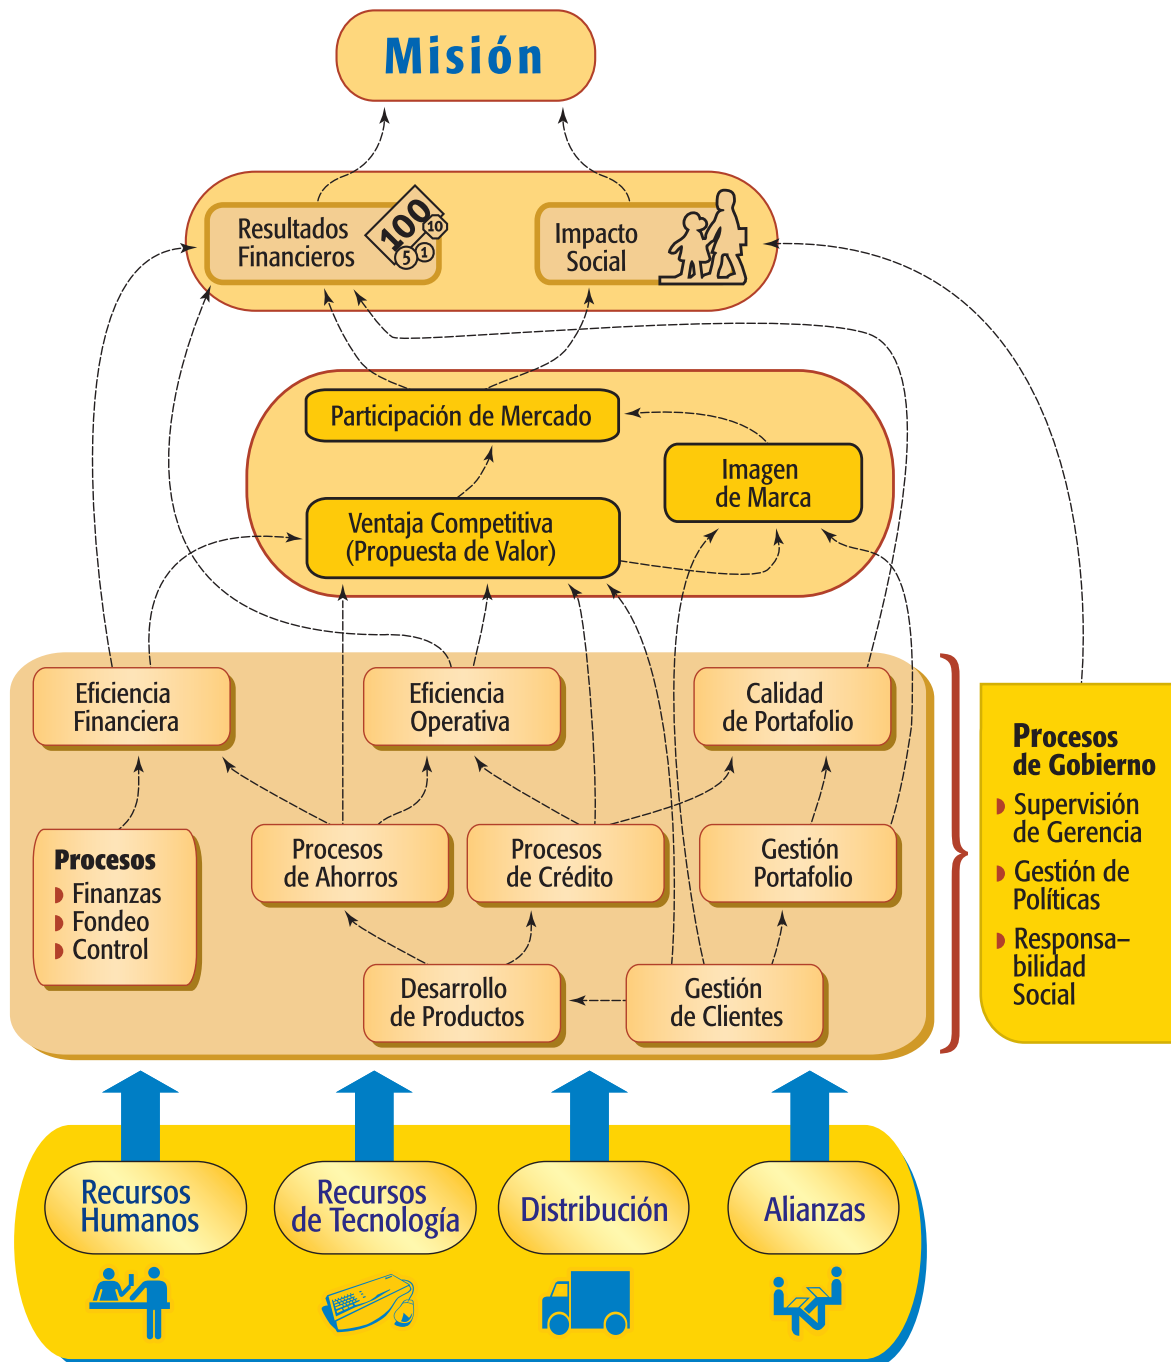 Misión
Resultados
Financieros
100
10
5
1
Impacto
Social
Participación de Mercado
Imagen
de Marca
Ventaja Competitiva
(Propuesta de Valor)
Eficiencia
Financiera
Eficiencia
Operativa
Calidad
de Portafolio
Procesos
Finanzas
Fondeo
Control
Procesos
de Ahorros
Procesos
de Crédito
Gestión
Portafolio
Desarrollo
de Productos
Gestión
de Clientes
Procesos
de Gobierno
Supervisión
de Gerencia
Gestión de
Políticas
Responsa–
bilidad
Social
Recursos
Humanos
Recursos
de Tecnología
Distribución
Alianzas